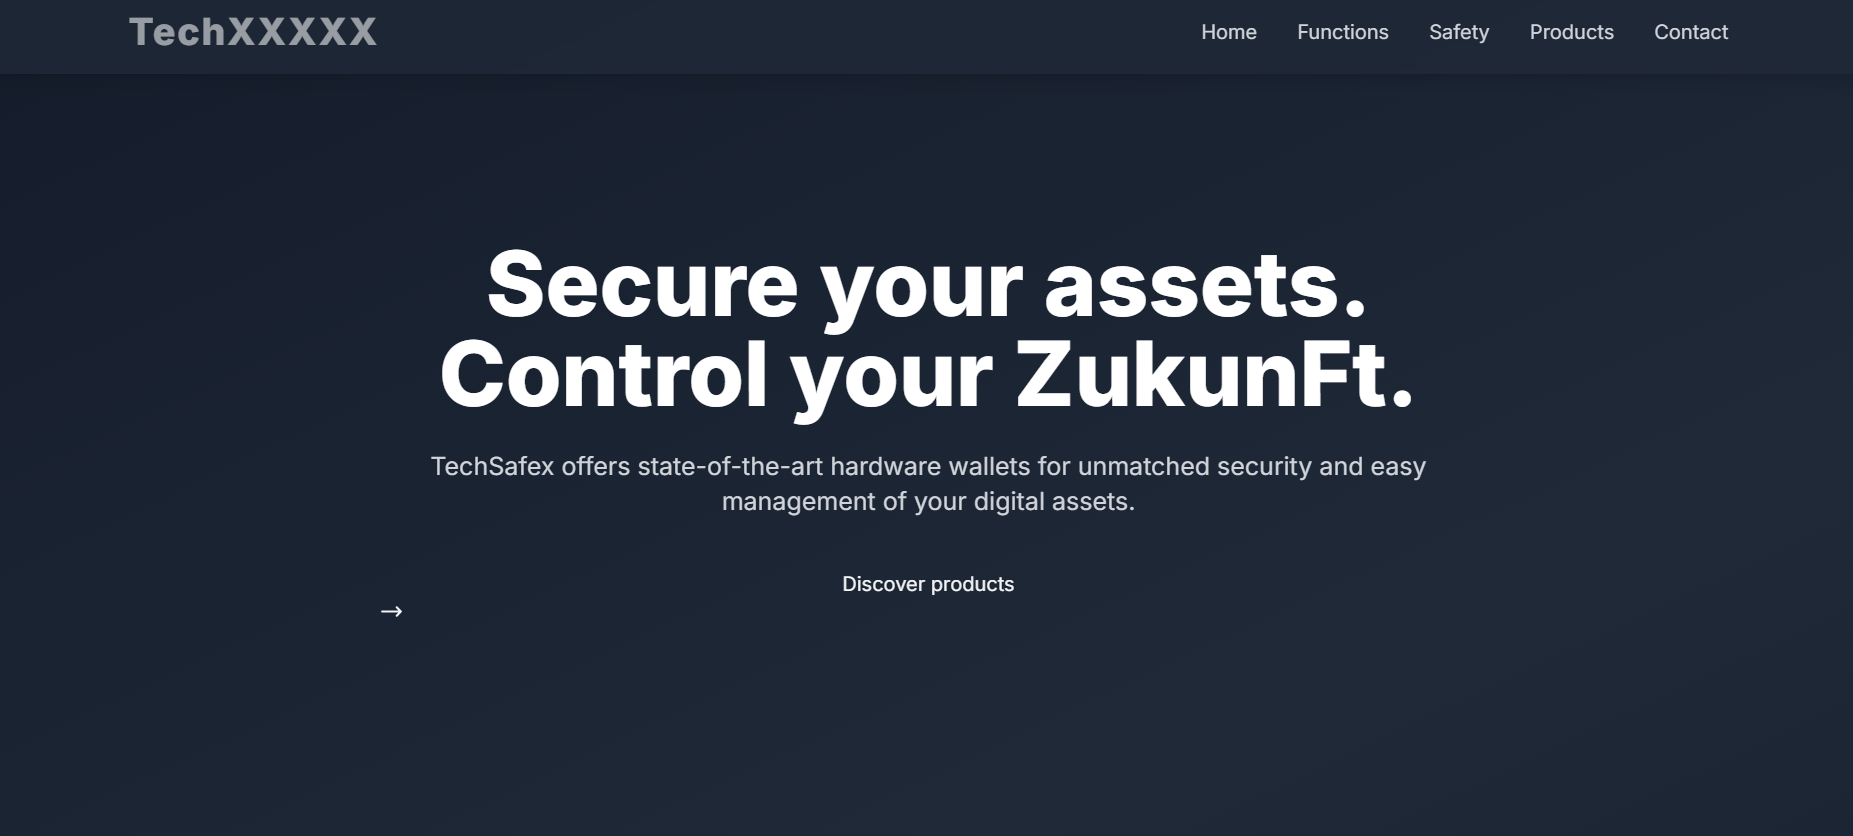 TechXXXXX
Home Functions Safety Products Contact
Secure your assets.
Control your ZukunFt.
TechSafex offers state-of-the-art hardware wallets for unmatched security and easy
management of your digital assets.
Discover products
→